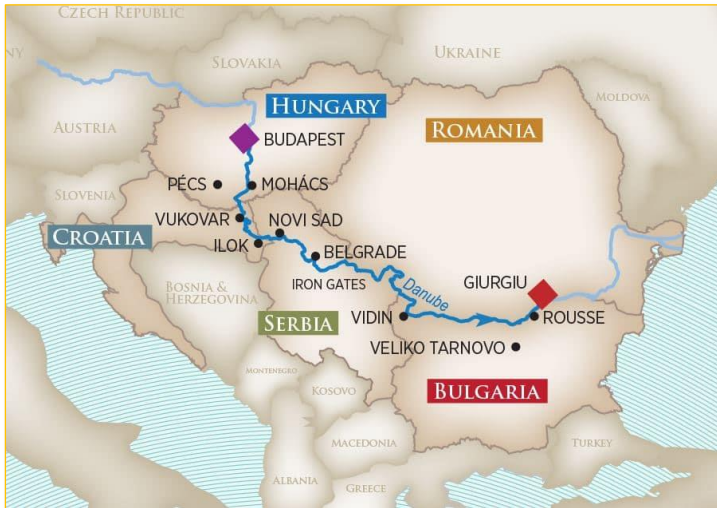 CZECH REPUBLIC
UKRAINE
SLOVAKIA
NY
MOLDOVA
HUNGARY
AUSTRIA
ROMANIA
BUDAPEST
PÉCS
MOHÁCS
SLOVENIA
VUKOVAR
NOVI SAD
CROATIA
ILOK
BELGRADE
BOSNIA
& HERZEGOVINA
IRON GATES
Danube
GIURGIU
SERBIA
VIDIN
ROUSSE
VELIKO TARNOVO
MONTENEGRO
KOSOVO
BULGARIA
MACEDONIA
TURKEY
ALBANIA
GREECE